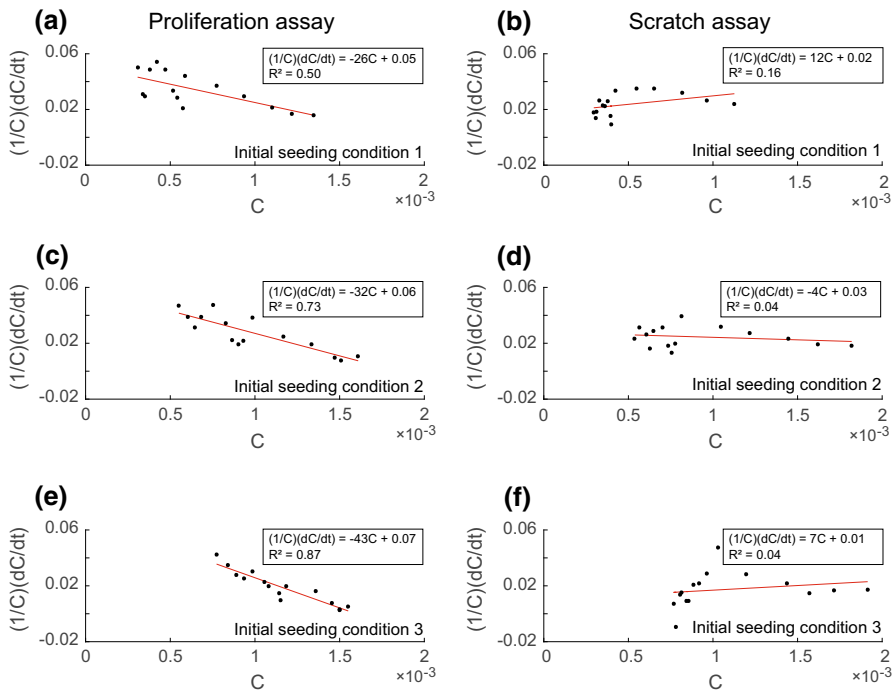 Proliferation assay
Scratch assay
(a)
(1/C)(dC/dt)
0.06
0.02
-0.02
(1/C)(dC/dt) = -26C + 0.05
R² = 0.50
Initial seeding condition 1
0
0.5
1
1.5
2
×10⁻³
C
(b)
(1/C)(dC/dt)
0.06
0.02
-0.02
(1/C)(dC/dt) = 12C + 0.02
R² = 0.16
Initial seeding condition 1
0
0.5
1
1.5
2
×10⁻³
C
(c)
(1/C)(dC/dt)
0.06
0.02
-0.02
(1/C)(dC/dt) = -32C + 0.06
R² = 0.73
Initial seeding condition 2
0
0.5
1
1.5
2
×10⁻³
C
(d)
(1/C)(dC/dt)
0.06
0.02
-0.02
(1/C)(dC/dt) = -4C + 0.03
R² = 0.04
Initial seeding condition 2
0
0.5
1
1.5
2
×10⁻³
C
(e)
(1/C)(dC/dt)
0.06
0.02
-0.02
(1/C)(dC/dt) = -43C + 0.07
R² = 0.87
Initial seeding condition 3
0
0.5
1
1.5
2
×10⁻³
C
(f)
(1/C)(dC/dt)
0.06
0.02
-0.02
(1/C)(dC/dt) = 7C + 0.01
R² = 0.04
Initial seeding condition 3
0
0.5
1
1.5
2
×10⁻³
C